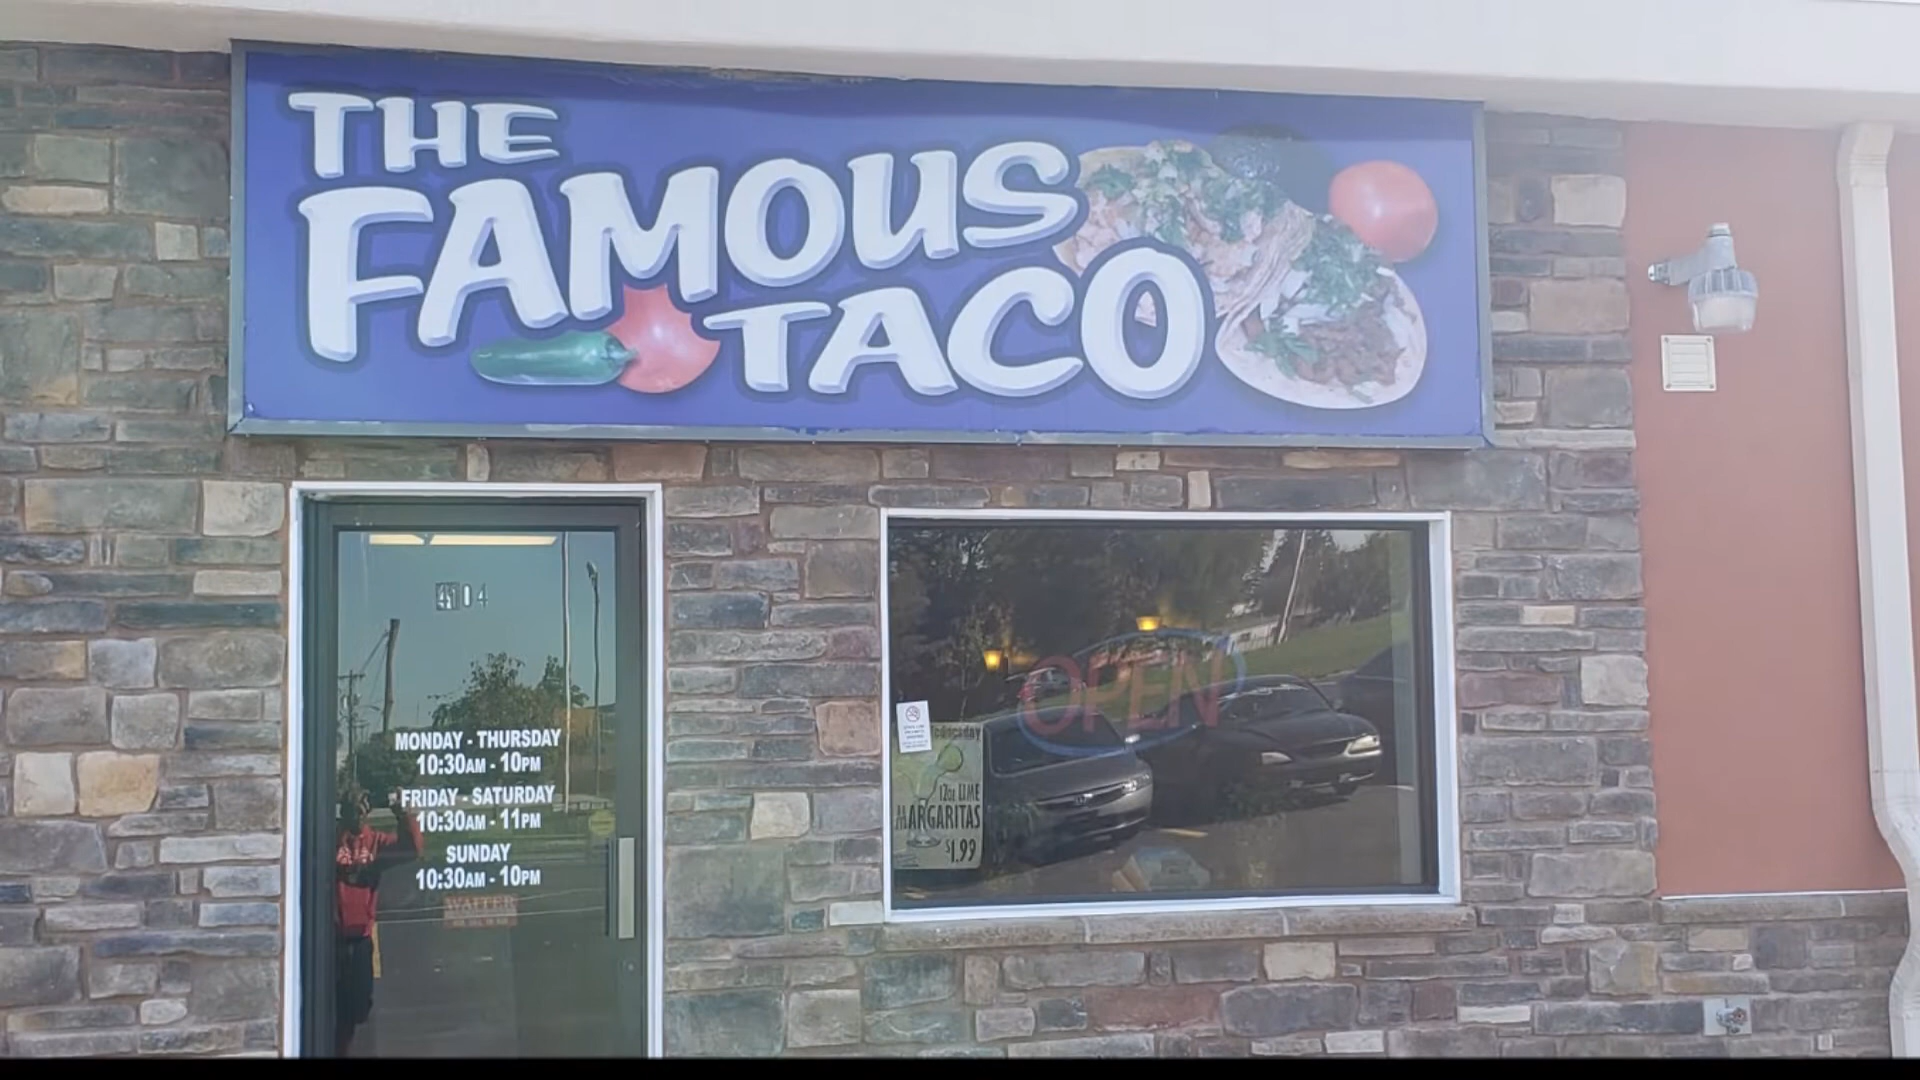 THE
FAMOUS
TACO
4104
MONDAY - THURSDAY
10:30AM - 10PM
FRIDAY - SATURDAY
10:30AM - 11PM
SUNDAY
10:30AM - 10PM
WAITER
OPEN
12oz LIME
MARGARITAS
$1.99